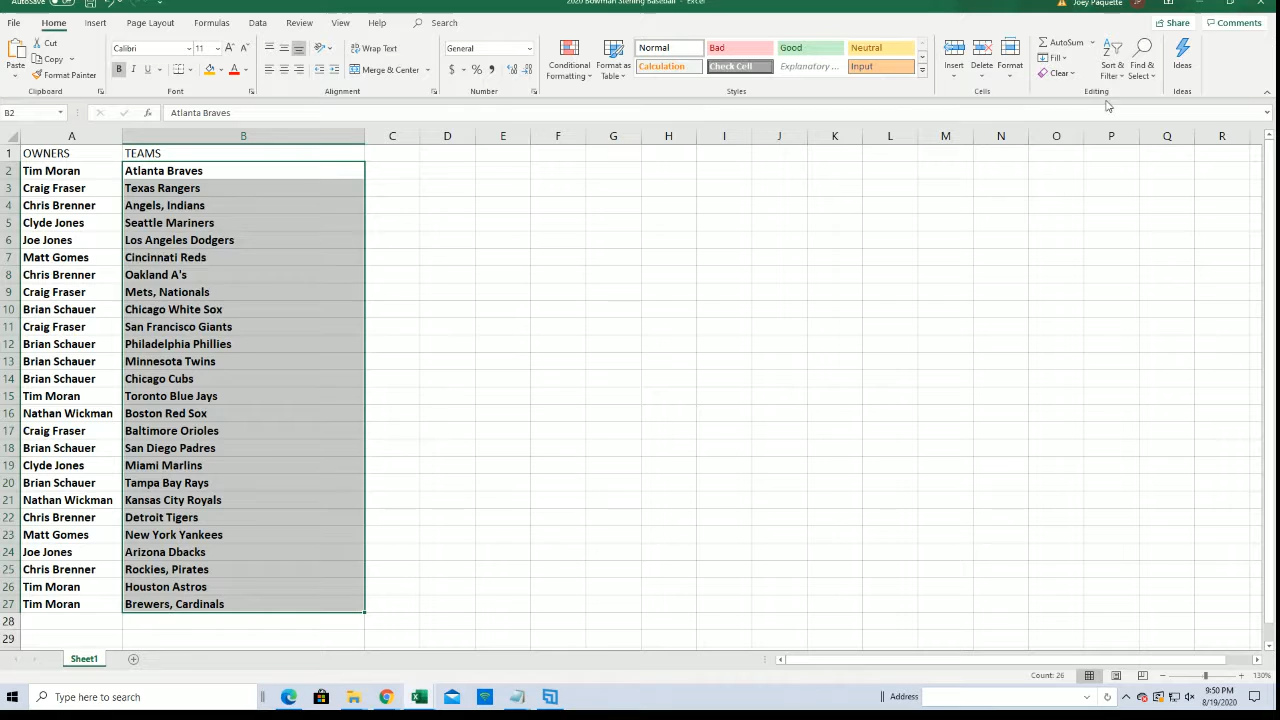 AutoSave
2020 Bowman Sterling Baseball - Excel
Joey Paquette
File Home Insert Page Layout Formulas Data Review View Help Search
Share Comments
Paste Cut Copy Format Painter
Clipboard
Calibri 11
B I U A
Font
Wrap Text
Merge & Center
Alignment
General
$ % ,
Number
Conditional Formatting
Format as Table
Normal Bad Good Neutral
Calculation Check Cell Explanatory ... Input
Styles
Insert Delete Format
Cells
AutoSum
Fill
Clear
Sort & Filter
Find & Select
Editing
Ideas
Ideas
B2 fx Atlanta Braves
A B C D E F G H I J K L M N O P Q R
1 OWNERS TEAMS
2 Tim Moran Atlanta Braves
3 Craig Fraser Texas Rangers
4 Chris Brenner Angels, Indians
5 Clyde Jones Seattle Mariners
6 Joe Jones Los Angeles Dodgers
7 Matt Gomes Cincinnati Reds
8 Chris Brenner Oakland A's
9 Craig Fraser Mets, Nationals
10 Brian Schauer Chicago White Sox
11 Craig Fraser San Francisco Giants
12 Brian Schauer Philadelphia Phillies
13 Brian Schauer Minnesota Twins
14 Brian Schauer Chicago Cubs
15 Tim Moran Toronto Blue Jays
16 Nathan Wickman Boston Red Sox
17 Craig Fraser Baltimore Orioles
18 Brian Schauer San Diego Padres
19 Clyde Jones Miami Marlins
20 Brian Schauer Tampa Bay Rays
21 Nathan Wickman Kansas City Royals
22 Chris Brenner Detroit Tigers
23 Matt Gomes New York Yankees
24 Joe Jones Arizona Dbacks
25 Chris Brenner Rockies, Pirates
26 Tim Moran Houston Astros
27 Tim Moran Brewers, Cardinals
28
29
Sheet1
Count: 26 130%
Type here to search
Address
9:50 PM
8/19/2020